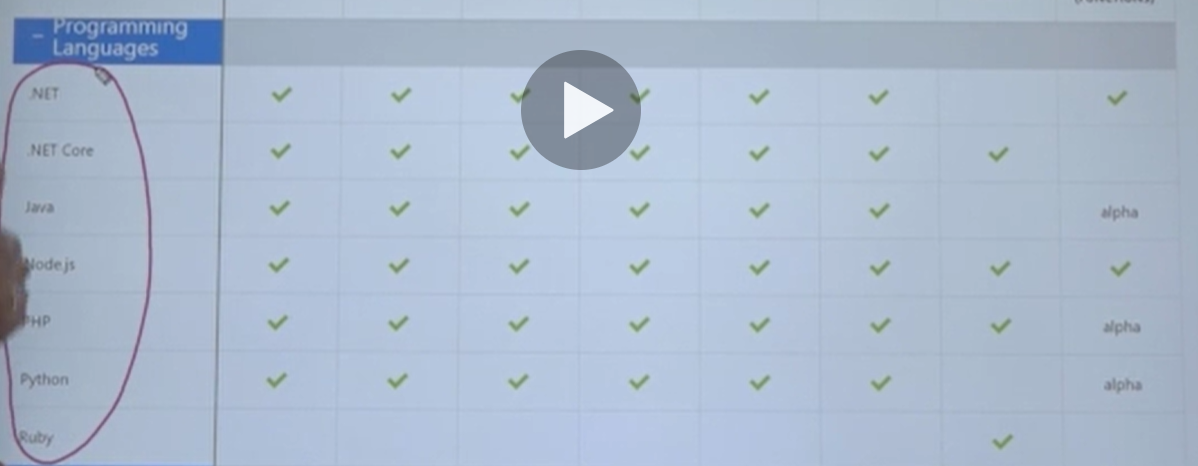 – Programming
Languages
.NET
.NET Core
Java
alpha
Node.js
PHP
alpha
Python
alpha
Ruby